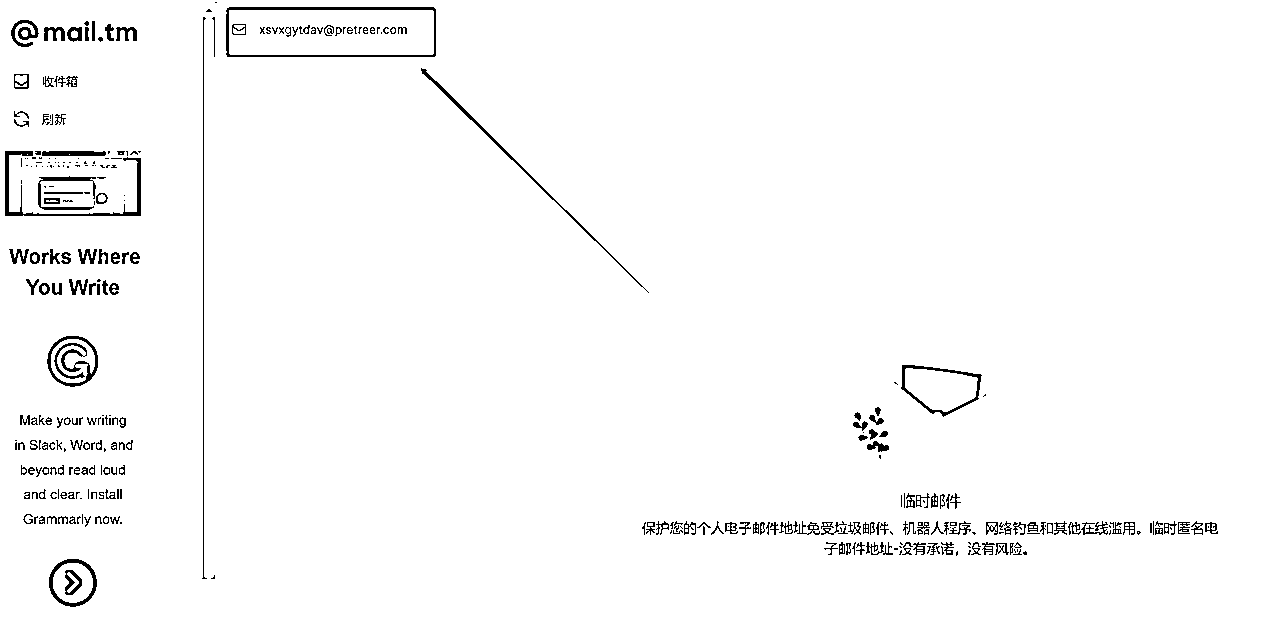 @mail.tm
xsvxgytdav@pretreer.com
收件箱
刷新
Works Where
You Write
Make your writing
in Slack, Word, and
beyond read loud
and clear. Install
Grammarly now.
临时邮件
保护您的个人电子邮件地址免受垃圾邮件、机器人程序、网络钓鱼和其他在线滥用。临时匿名电
子邮件地址-没有承诺，没有风险。